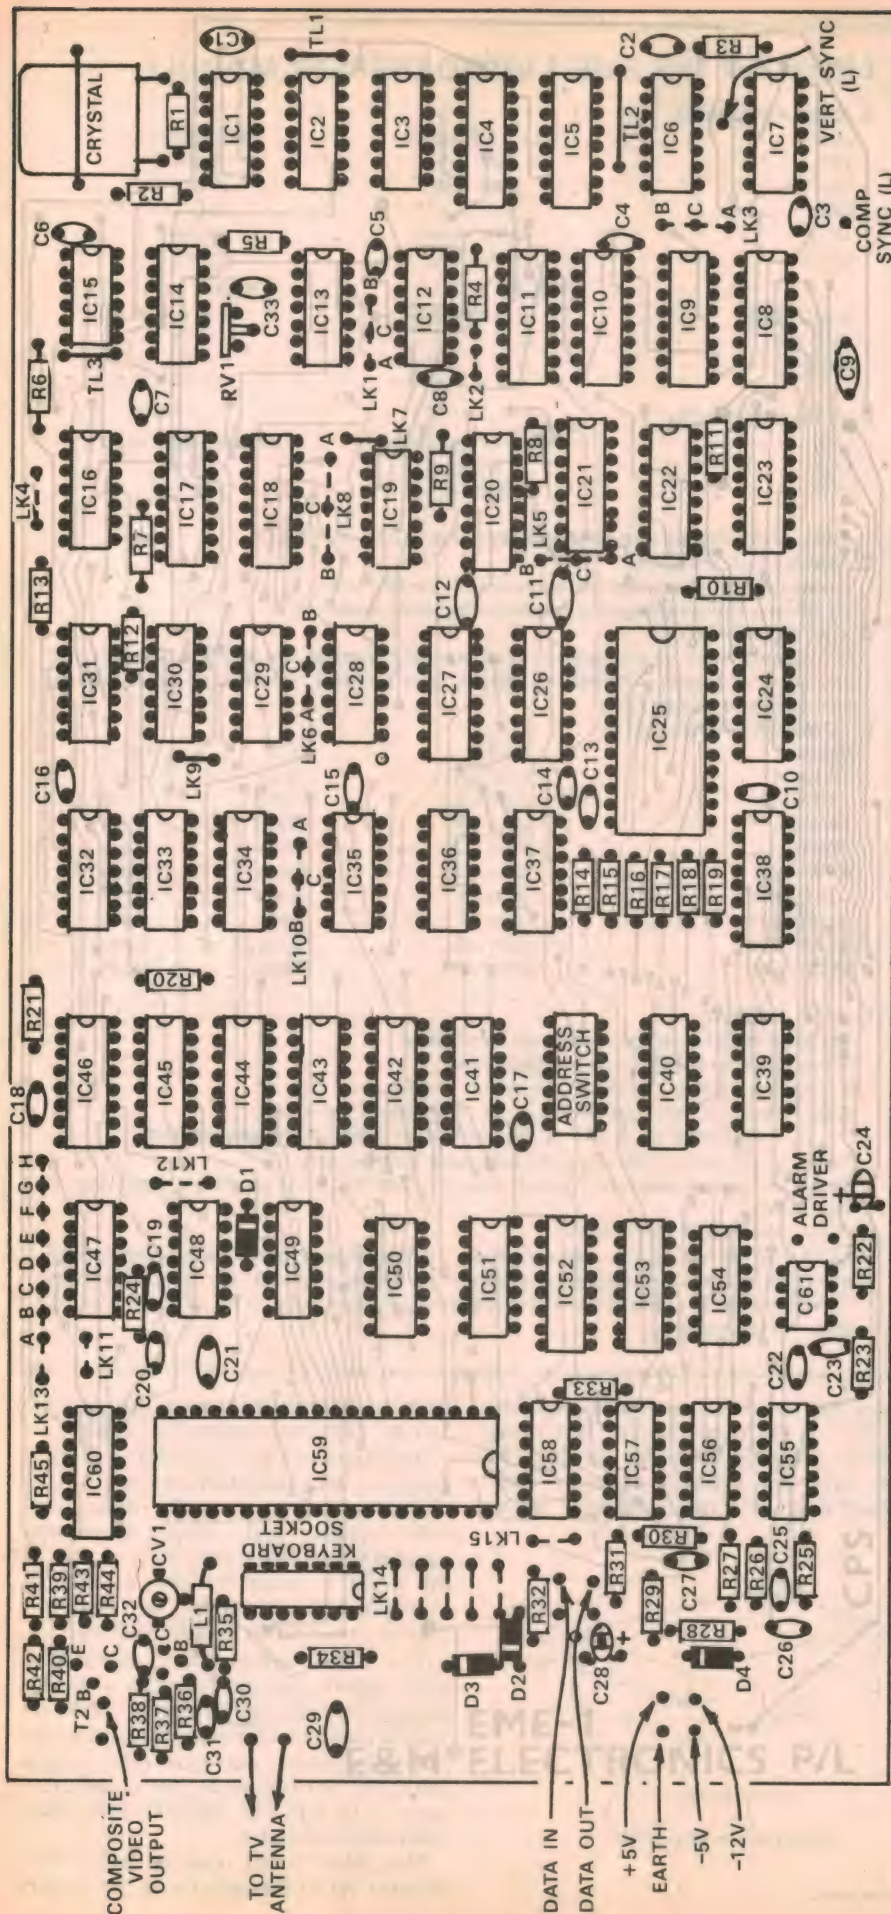 CRYSTAL
R1
C1
IC1
TL1
IC2
IC3
IC4
IC5
TL2
C2
R3
IC6
VERT SYNC
(L)
IC7
R2
C6
IC15
TL3
R6
IC14
R5
C33
RV1
IC13
C5
LK1
A
C
B
IC12
C8
R4
LK2
IC11
IC10
C4
B
C
A
LK3
IC9
IC8
C3
COMP
SYNC (L)
C9
LK4
IC16
C7
IC17
R7
IC18
A
C
B
LK8
LK7
IC19
R9
IC20
R8
LK5
B
C
A
IC21
IC22
R11
IC23
R13
IC31
R12
IC30
IC29
LK6
A
C
B
IC28
C12
IC27
C11
IC26
IC25
R10
IC24
C16
LK9
IC32
IC33
IC34
C15
LK10
B
C
A
IC35
IC36
C14
C13
IC37
R14
R15
R16
R17
R18
R19
C10
IC38
R21
C18
R20
IC46
IC45
IC44
IC43
IC42
IC41
C17
ADDRESS
SWITCH
IC40
IC39
LK13
A
B
C
D
E
F
G
H
IC47
R24
C19
LK12
IC48
D1
IC49
IC50
IC51
IC52
IC53
IC54
ALARM
DRIVER
C61
+
C24
R22
R23
C22
C23
LK11
C20
C21
R45
IC60
IC59
R33
IC58
IC57
IC56
IC55
R41
R39
R43
R44
R42
R40
E
C
B
T2
C32
CV1
C
B
L1
R35
R38
R37
R36
C31
C30
KEYBOARD
SOCKET
LK14
R34
C29
LK15
D3
D2
R32
R31
R30
C27
R29
R28
C28
+
D4
R27
R26
C25
R25
C26
COMPOSITE
VIDEO
OUTPUT
TO TV
ANTENNA
DATA IN
DATA OUT
+5V
EARTH
-5V
-12V
EME-1
E&M ELECTRONICS P/L
CPS